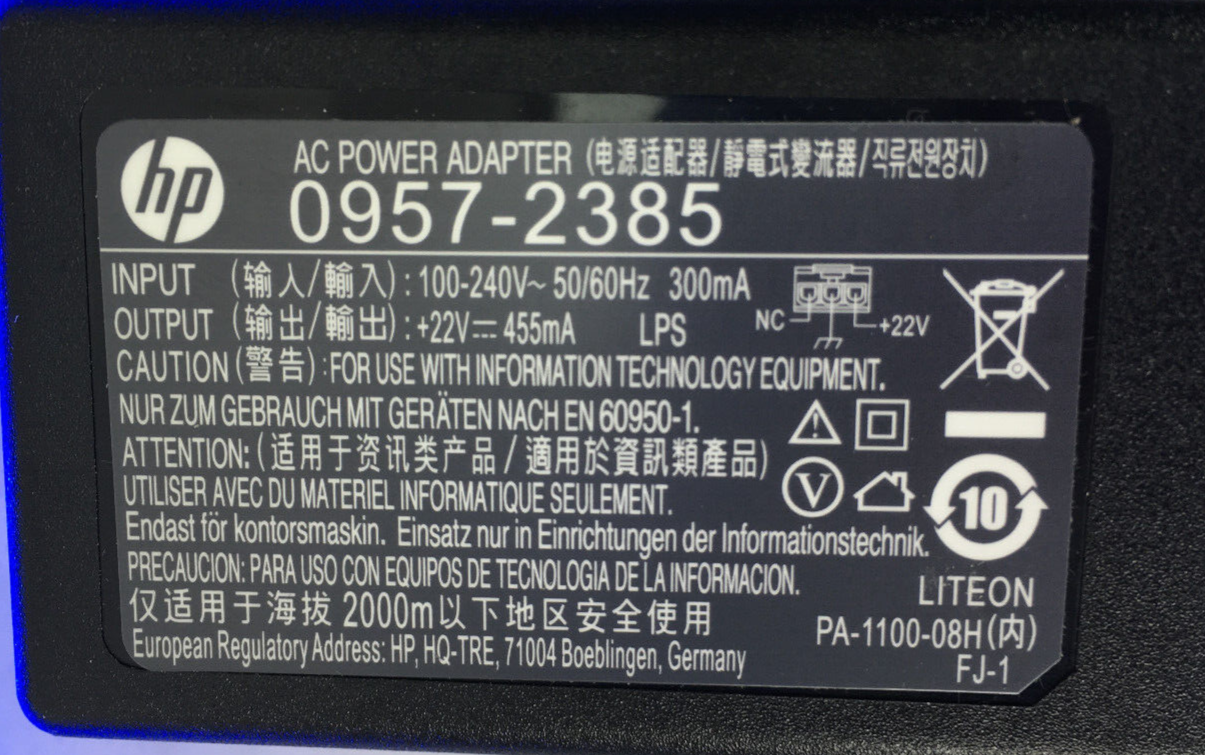 hp
AC POWER ADAPTER (电源适配器/靜電式變流器/직류전원장치)
0957-2385
INPUT (输入/輸入) : 100-240V~ 50/60Hz 300mA
OUTPUT (输出/輸出) : +22V⎓ 455mA LPS
NC +22V
CAUTION (警告) : FOR USE WITH INFORMATION TECHNOLOGY EQUIPMENT.
NUR ZUM GEBRAUCH MIT GERÄTEN NACH EN 60950-1.
ATTENTION: (适用于资讯类产品 / 適用於資訊類產品)
UTILISER AVEC DU MATERIEL INFORMATIQUE SEULEMENT.
V
10
Endast för kontorsmaskin. Einsatz nur in Einrichtungen der Informationstechnik.
PRECAUCION: PARA USO CON EQUIPOS DE TECNOLOGIA DE LA INFORMACION.
仅适用于海拔 2000m以下地区安全使用
European Regulatory Address: HP, HQ-TRE, 71004 Boeblingen, Germany
LITEON
PA-1100-08H (内)
FJ-1